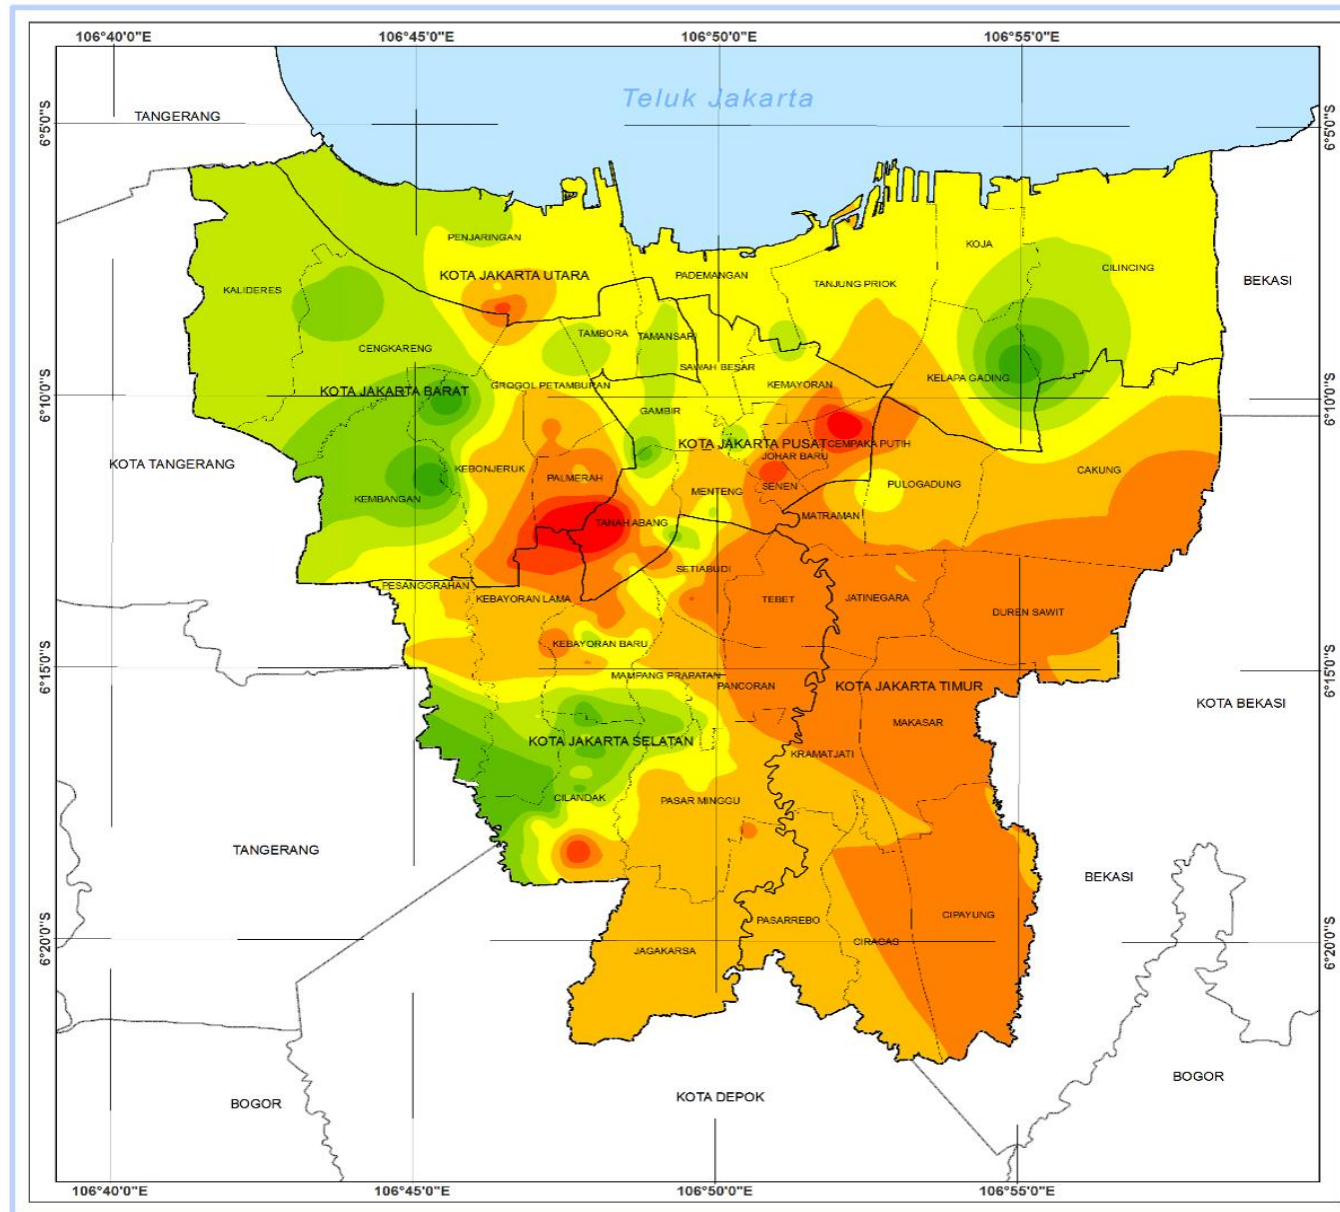 106°40'0"E 106°45'0"E 106°50'0"E 106°55'0"E
Teluk Jakarta
TANGERANG
6°5'0"S 6°5'0"S
PENJARINGAN
KOJA
KOTA JAKARTA UTARA
PADEMANGAN
CILINCING
TANJUNG PRIOK
BEKASI
KALIDERES
TAMBORA
TAMANSARI
CENGKARENG
SAWAH BESAR
KELAPA GADING
GROGOL PETAMBURAN
KEMAYORAN
KOTA JAKARTA BARAT
6°10'0"S 6°10'0"S
GAMBIR
KOTA JAKARTA PUSAT
CEMPAKA PUTIH
JOHAR BARU
KOTA TANGERANG
KEBONJERUK
CAKUNG
PALMERAH
PULOGADUNG
SENEN
MENTENG
KEMBANGAN
MATRAMAN
TANAH ABANG
SETIABUDI
PESANGGRAHAN
KEBAYORAN LAMA
TEBET
JATINEGARA
DUREN SAWIT
KEBAYORAN BARU
6°15'0"S 6°15'0"S
MAMPANG PRAPATAN
PANCORAN
KOTA JAKARTA TIMUR
KOTA BEKASI
MAKASAR
KOTA JAKARTA SELATAN
KRAMATJATI
CILANDAK
PASAR MINGGU
TANGERANG
BEKASI
CIPAYUNG
PASARREBO
6°20'0"S 6°20'0"S
CIRACAS
JAGAKARSA
BOGOR
KOTA DEPOK
BOGOR
106°40'0"E 106°45'0"E 106°50'0"E 106°55'0"E